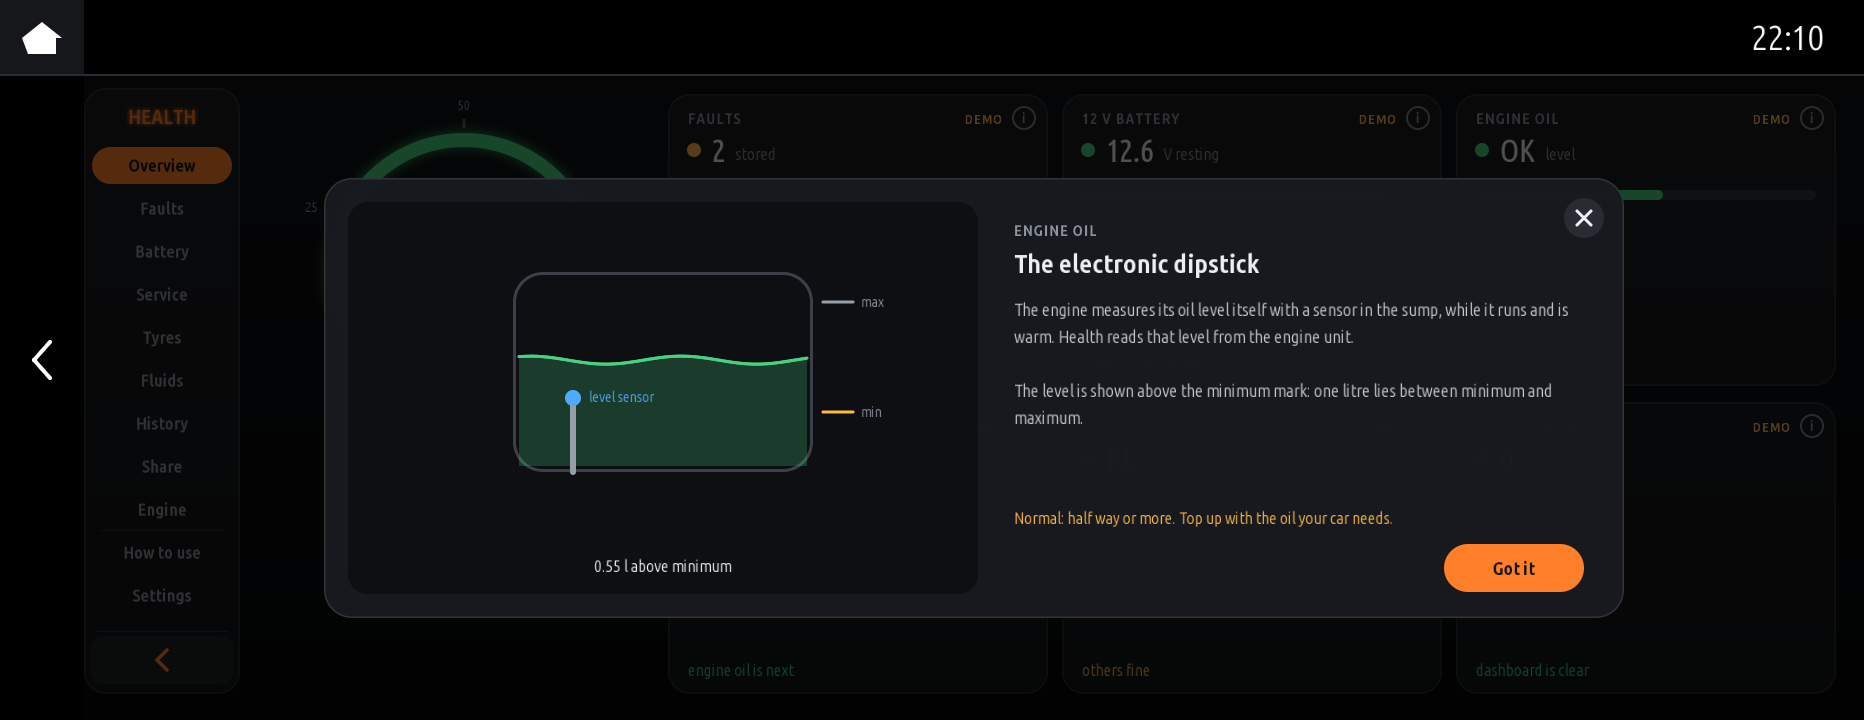 22:10
HEALTH
Overview
Faults
Battery
Service
Tyres
Fluids
History
Share
Engine
How to use
Settings
50
25
FAULTS
DEMO
i
2 stored
12 V BATTERY
DEMO
i
12.6 V resting
ENGINE OIL
DEMO
i
OK level
max
level sensor
min
0.55 l above minimum
ENGINE OIL
The electronic dipstick
The engine measures its oil level itself with a sensor in the sump, while it runs and is
warm. Health reads that level from the engine unit.
The level is shown above the minimum mark: one litre lies between minimum and
maximum.
Normal: half way or more. Top up with the oil your car needs.
Got it
DEMO
i
engine oil is next
others fine
dashboard is clear